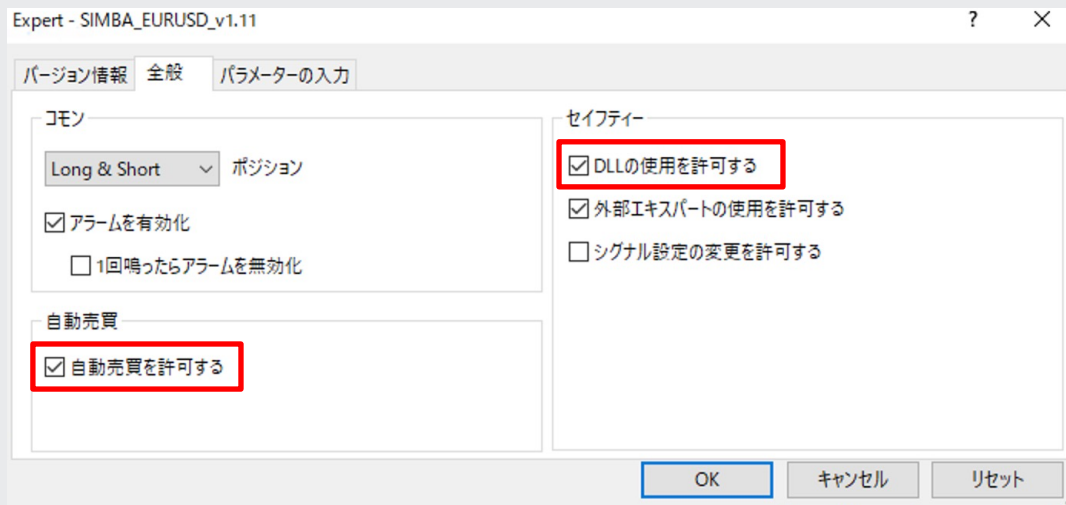 Expert - SIMBA_EURUSD_v1.11
?
バージョン情報 全般 パラメーターの入力
コモン
Long & Short ポジション
アラームを有効化
1回鳴ったらアラームを無効化
自動売買
自動売買を許可する
セイフティー
DLLの使用を許可する
外部エキスパートの使用を許可する
シグナル設定の変更を許可する
OK キャンセル リセット